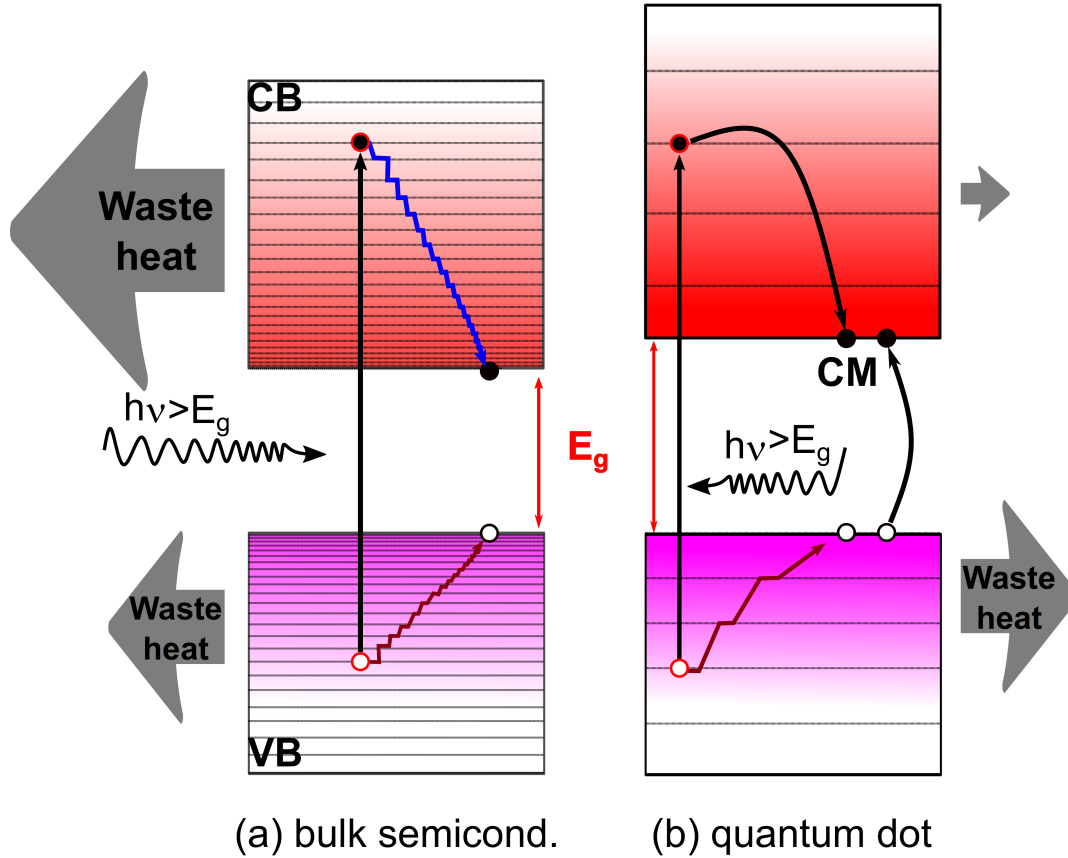 CB
Waste
heat
hν>Eg
Eg
CM
hν>Eg
Waste
heat
VB
Waste
heat
(a) bulk semicond.
(b) quantum dot